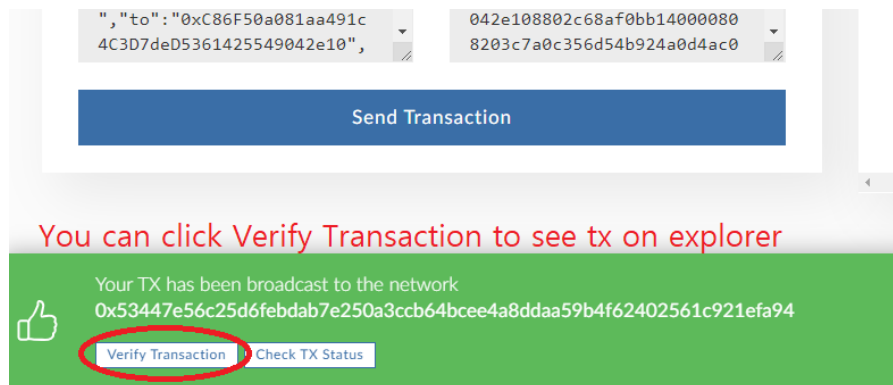 ","to":"0xC86F50a081aa491c
4C3D7deD5361425549042e10",
042e108802c68af0bb14000080
8203c7a0c356d54b924a0d4ac0
Send Transaction
You can click Verify Transaction to see tx on explorer
Your TX has been broadcast to the network
0x53447e56c25d6febdab7e250a3ccb64bcee4a8ddaa59b4f62402561c921efa94
Verify Transaction
Check TX Status